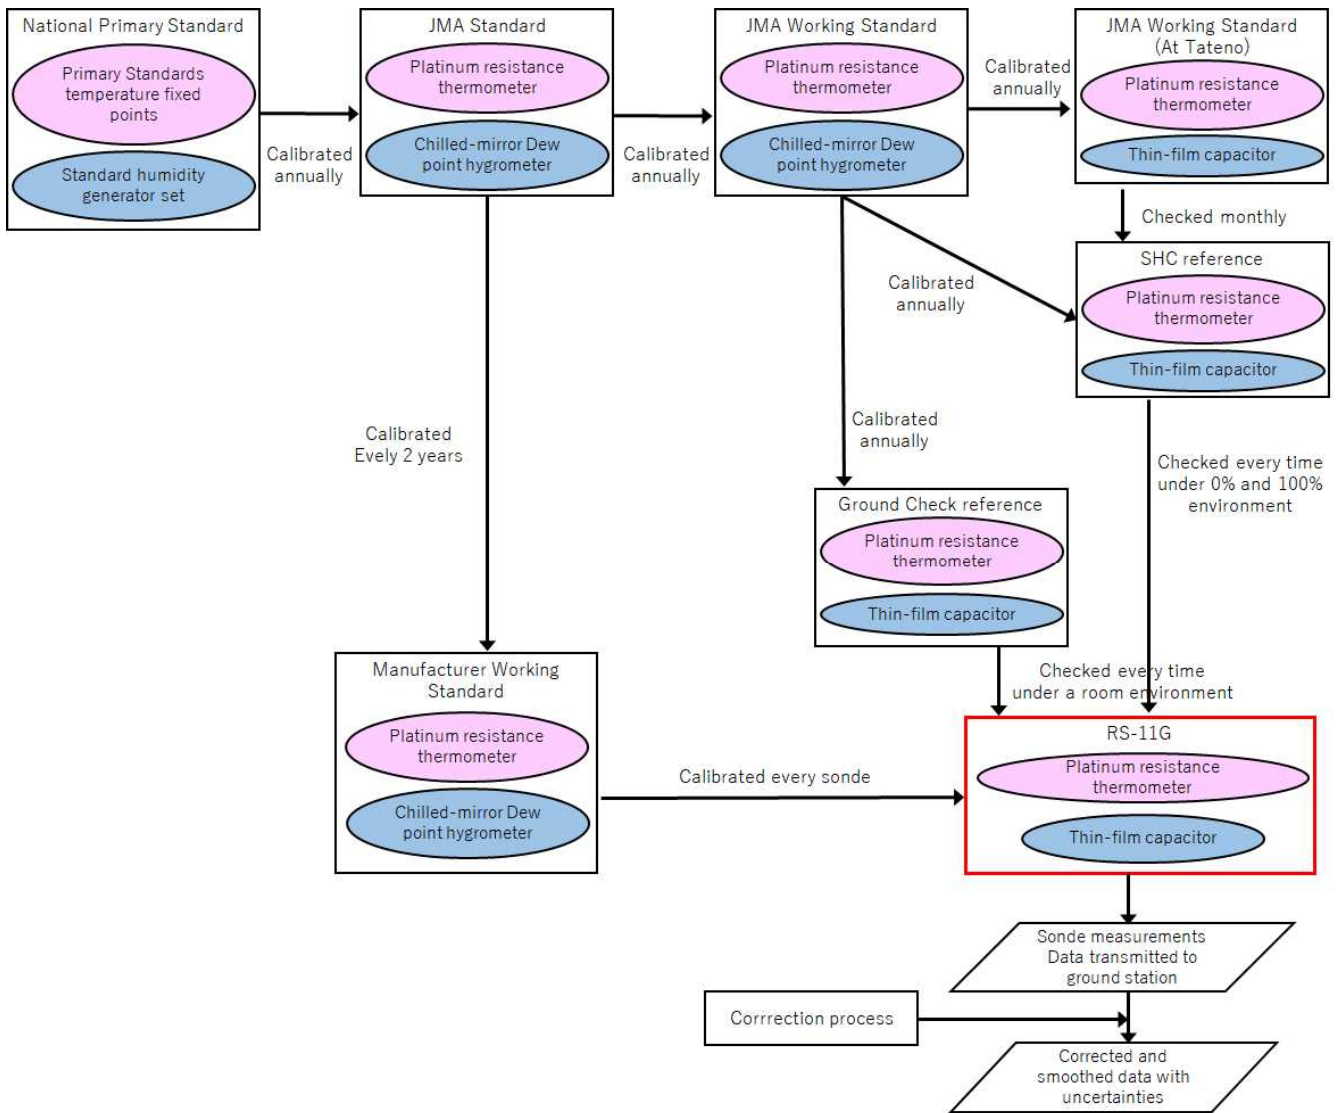 National Primary Standard
Primary Standards
temperature fixed
points
Standard humidity
generator set
Calibrated
annually
JMA Standard
Platinum resistance
thermometer
Chilled-mirror Dew
point hygrometer
Calibrated
annually
JMA Working Standard
Platinum resistance
thermometer
Chilled-mirror Dew
point hygrometer
Calibrated
annually
JMA Working Standard
(At Tateno)
Platinum resistance
thermometer
Thin-film capacitor
Checked monthly
SHC reference
Platinum resistance
thermometer
Thin-film capacitor
Calibrated
annually
Calibrated
annually
Calibrated
Evely 2 years
Checked every time
under 0% and 100%
environment
Ground Check reference
Platinum resistance
thermometer
Thin-film capacitor
Checked every time
under a room environment
Manufacturer Working
Standard
Platinum resistance
thermometer
Chilled-mirror Dew
point hygrometer
Calibrated every sonde
RS-11G
Platinum resistance
thermometer
Thin-film capacitor
Sonde measurements
Data transmitted to
ground station
Corrrection process
Corrected and
smoothed data with
uncertainties